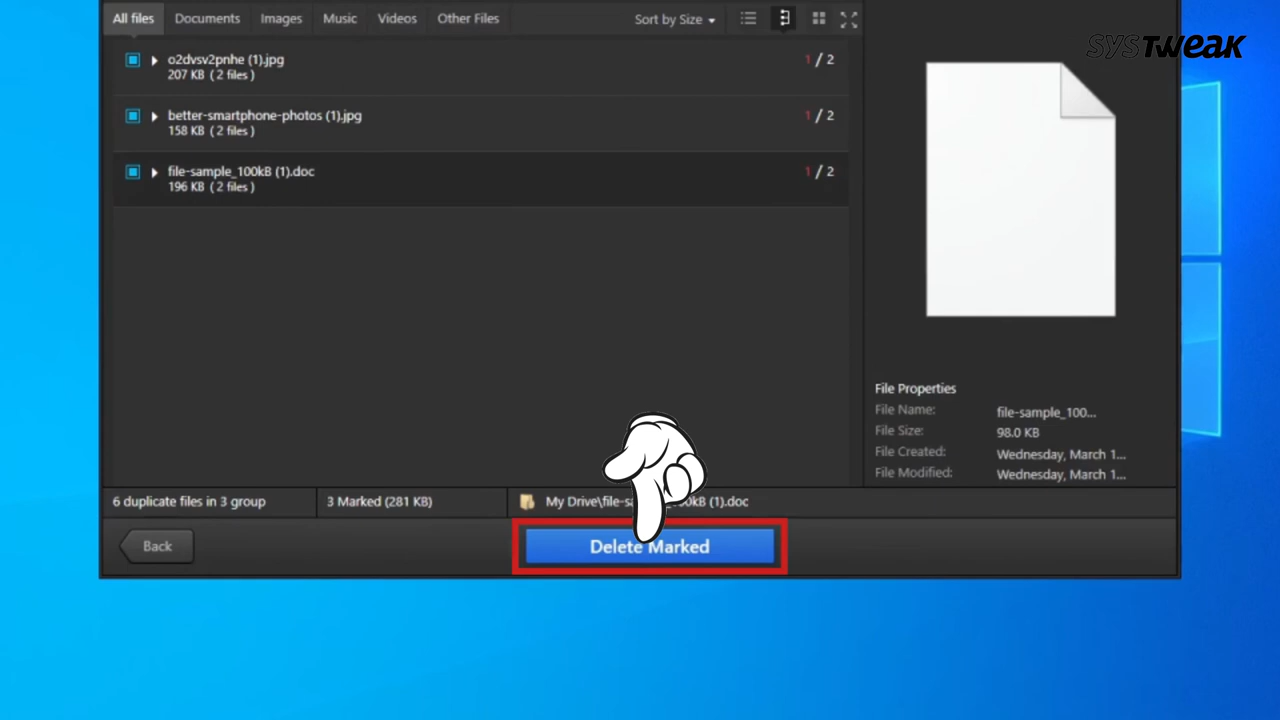 All files Documents Images Music Videos Other Files Sort by Size
SYSTWEAK
o2dvsv2pnhe (1).jpg 1 / 2
207 KB ( 2 files )
better-smartphone-photos (1).jpg 1 / 2
158 KB ( 2 files )
file-sample_100kB (1).doc 1 / 2
196 KB ( 2 files )
File Properties
File Name: file-sample_100...
File Size: 98.0 KB
File Created: Wednesday, March 1...
File Modified: Wednesday, March 1...
6 duplicate files in 3 group 3 Marked (281 KB) My Drive\file-sa 00kB (1).doc
Back Delete Marked